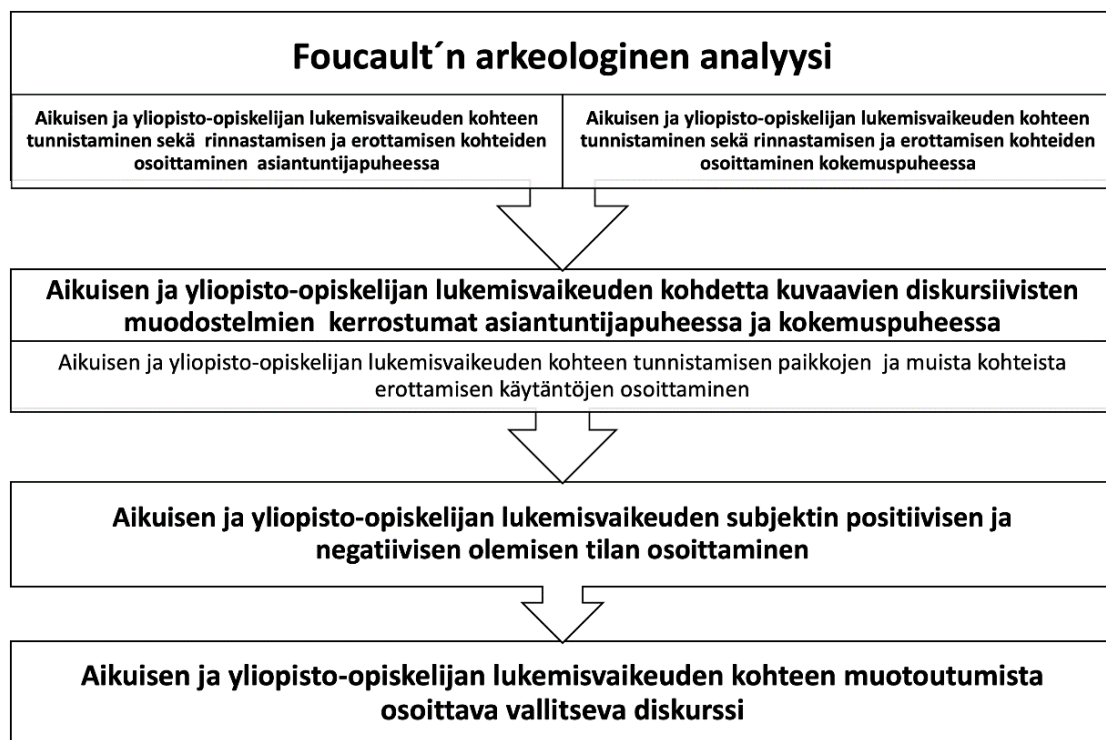 Foucault´n arkeologinen analyysi
Aikuisen ja yliopisto-opiskelijan lukemisvaikeuden kohteen
tunnistaminen sekä rinnastamisen ja erottamisen kohteiden
osoittaminen asiantuntijapuheessa
Aikuisen ja yliopisto-opiskelijan lukemisvaikeuden kohteen
tunnistaminen sekä rinnastamisen ja erottamisen kohteiden
osoittaminen kokemuspuheessa
Aikuisen ja yliopisto-opiskelijan lukemisvaikeuden kohdetta kuvaavien diskursiivisten
muodostelmien kerrostumat asiantuntijapuheessa ja kokemuspuheessa
Aikuisen ja yliopisto-opiskelijan lukemisvaikeuden kohteen tunnistamisen paikkojen ja muista kohteista
erottamisen käytäntöjen osoittaminen
Aikuisen ja yliopisto-opiskelijan lukemisvaikeuden subjektin positiivisen ja
negatiivisen olemisen tilan osoittaminen
Aikuisen ja yliopisto-opiskelijan lukemisvaikeuden kohteen muotoutumista
osoittava vallitseva diskurssi